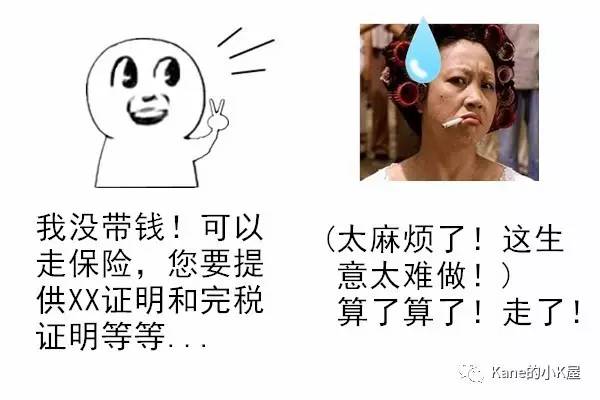 我没带钱！可以
走保险，您要提
供XX证明和完税
证明等等...
(太麻烦了！这生
意太难做！)
算了算了！走了！
Kane的小K屋